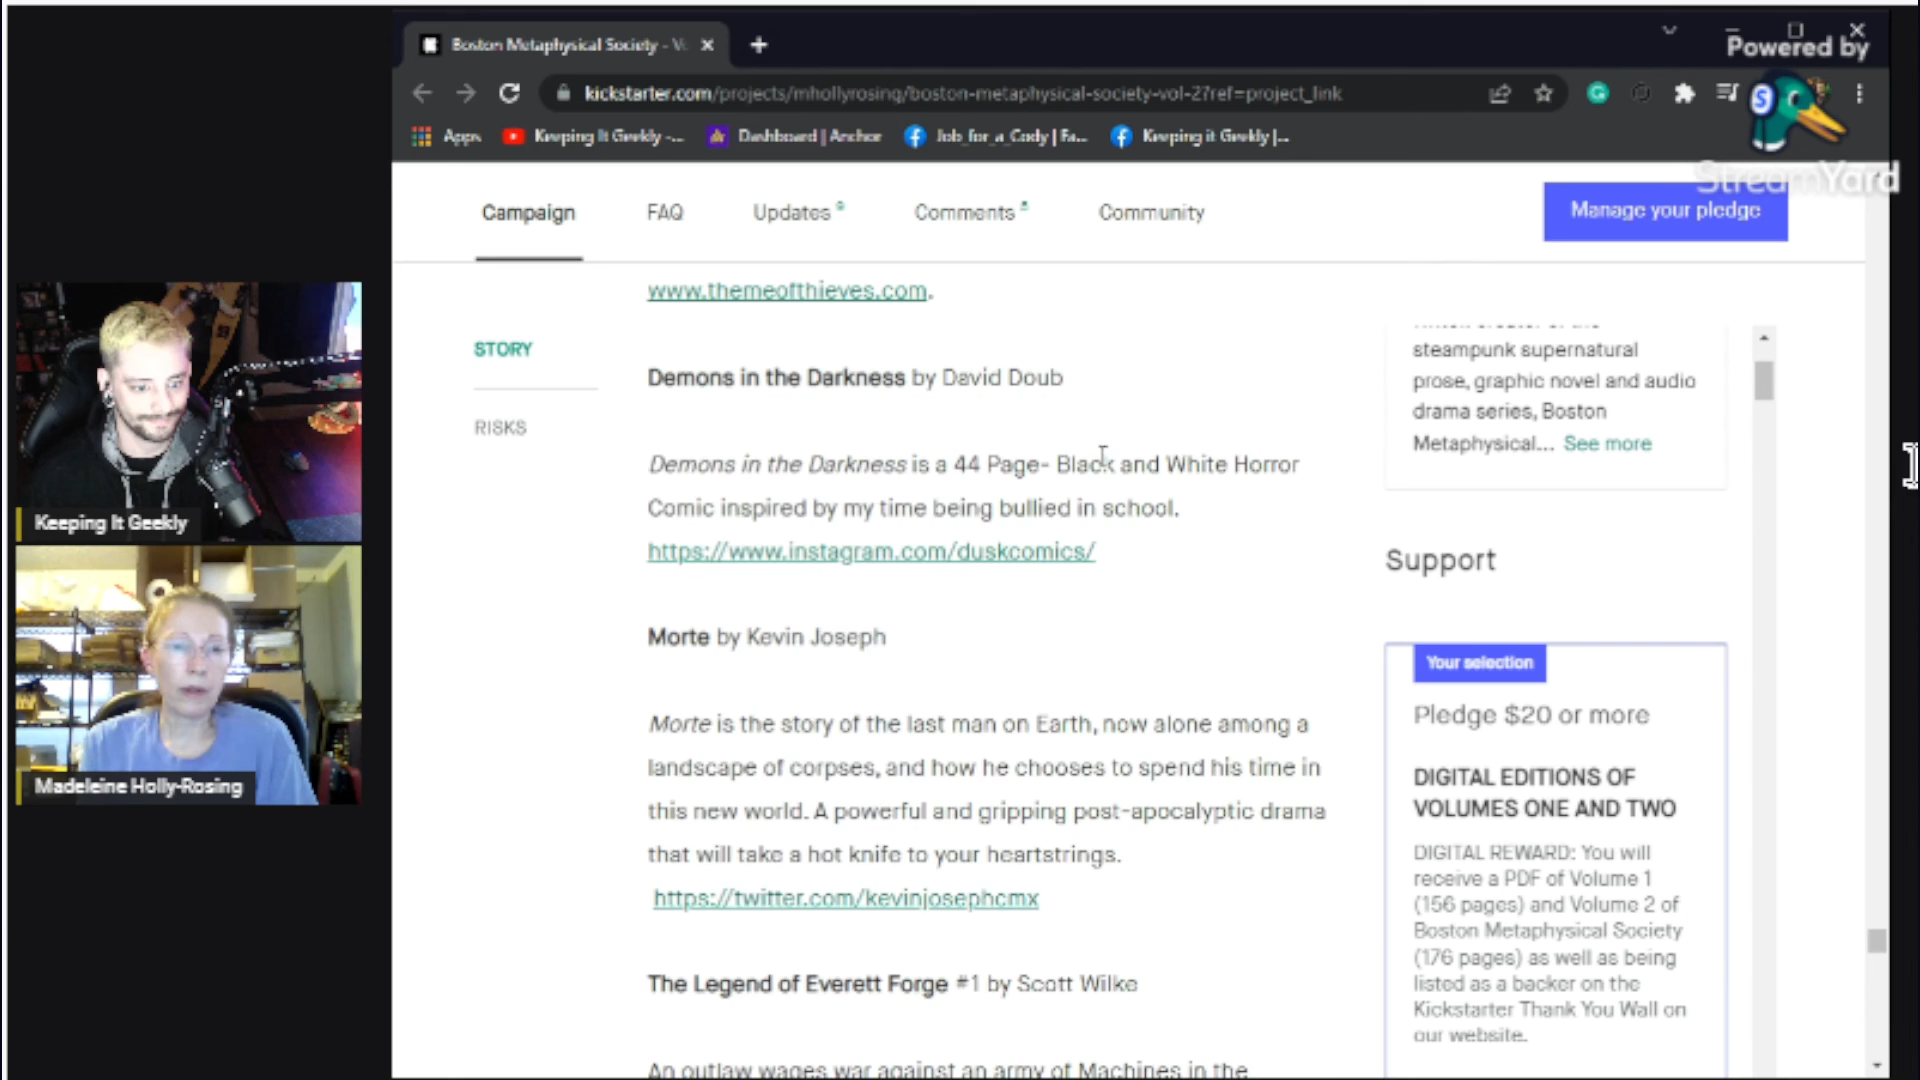 Boston Metaphysical Society -
Powered by
kickstarter.com/projects/mhollyrosing/boston-metaphysical-society-vol-2?ref=project_link
Apps
Keeping It Geekly -...
Dashboard | Anchor
Job_for_a_Cody | Fa...
Keeping it Geekly |...
StreamYard
Campaign
FAQ
Updates 9
Comments
Community
Manage your pledge
www.themeofthieves.com.
STORY
RISKS
Demons in the Darkness by David Doub
Demons in the Darkness is a 44 Page- Black and White Horror
Comic inspired by my time being bullied in school.
https://www.instagram.com/duskcomics/
Morte by Kevin Joseph
Morte is the story of the last man on Earth, now alone among a
landscape of corpses, and how he chooses to spend his time in
this new world. A powerful and gripping post-apocalyptic drama
that will take a hot knife to your heartstrings.
https://twitter.com/kevinjosephcmx
The Legend of Everett Forge #1 by Scott Wilke
An outlaw wages war against an army of Machines in the
steampunk supernatural
prose, graphic novel and audio
drama series, Boston
Metaphysical... See more
Support
Your selection
Pledge $20 or more
DIGITAL EDITIONS OF
VOLUMES ONE AND TWO
DIGITAL REWARD: You will
receive a PDF of Volume 1
(156 pages) and Volume 2 of
Boston Metaphysical Society
(176 pages) as well as being
listed as a backer on the
Kickstarter Thank You Wall on
our website.
Keeping It Geekly
Madeleine Holly-Rosing